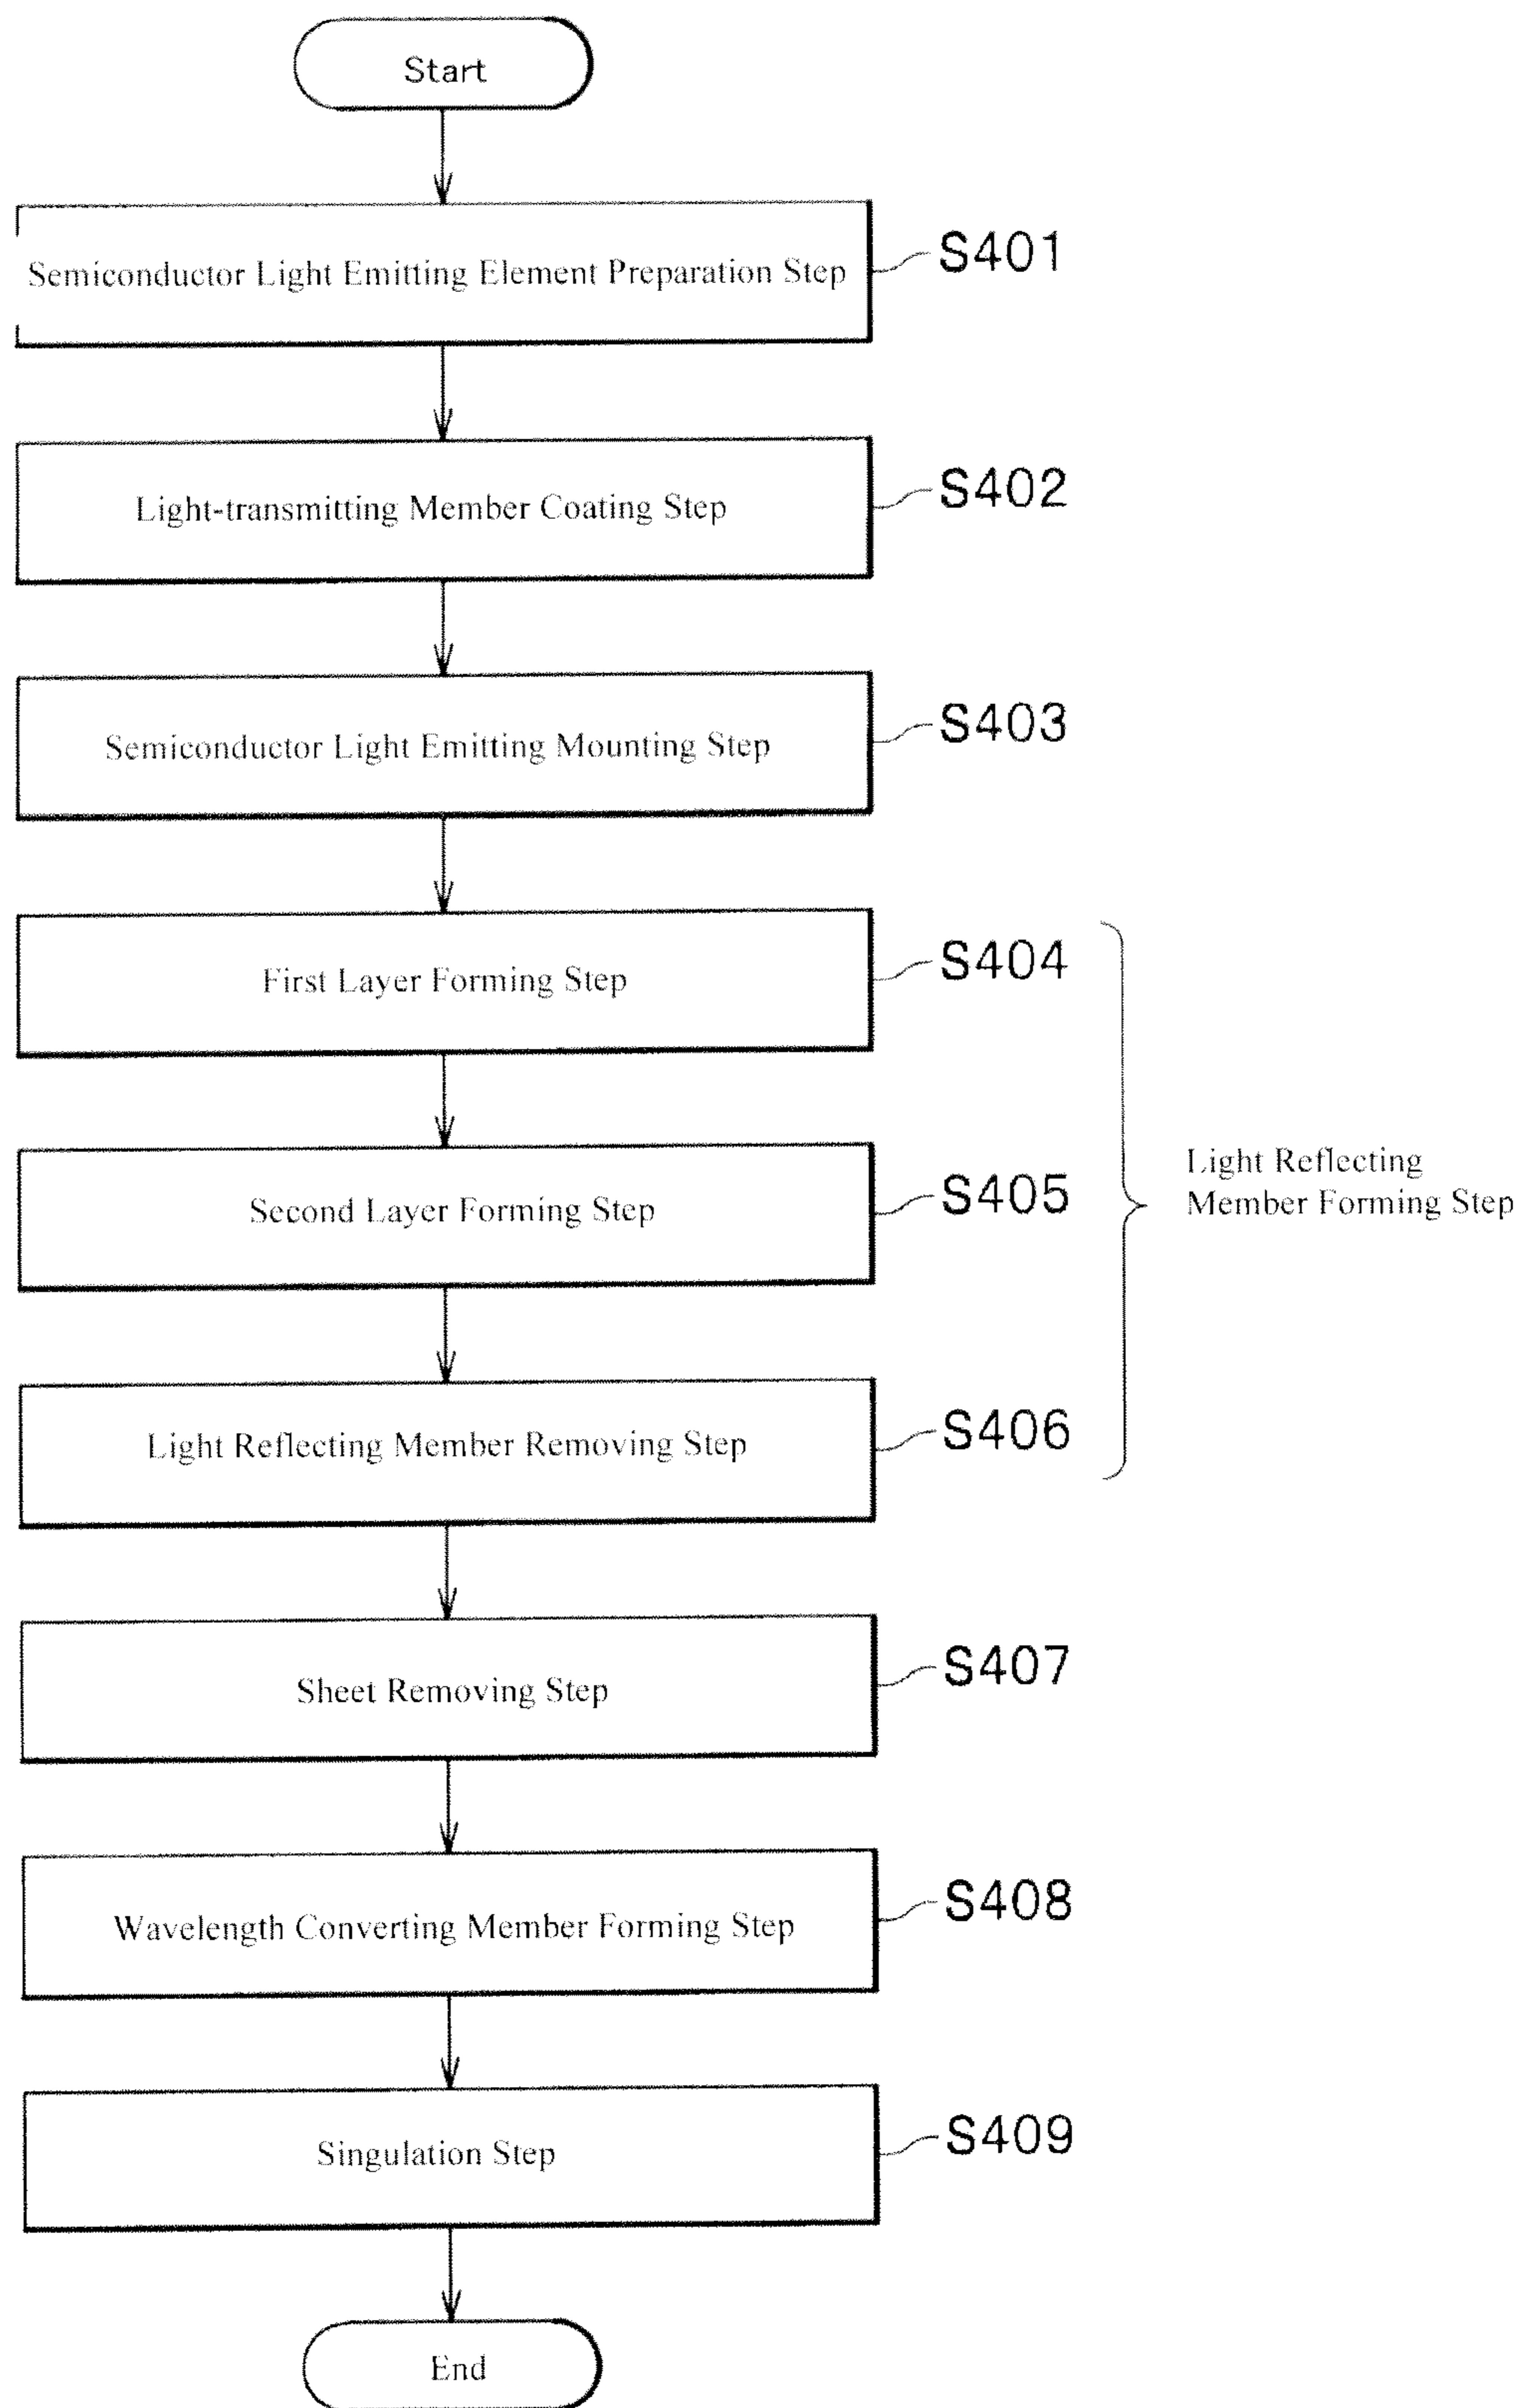 Start
Semiconductor Light Emitting Element Preparation Step
S401
Light-transmitting Member Coating Step
S402
Semiconductor Light Emitting Mounting Step
S403
First Layer Forming Step
S404
Second Layer Forming Step
S405
Light Reflecting
Member Forming Step
Light Reflecting Member Removing Step
S406
Sheet Removing Step
S407
Wavelength Converting Member Forming Step
S408
Singulation Step
S409
End